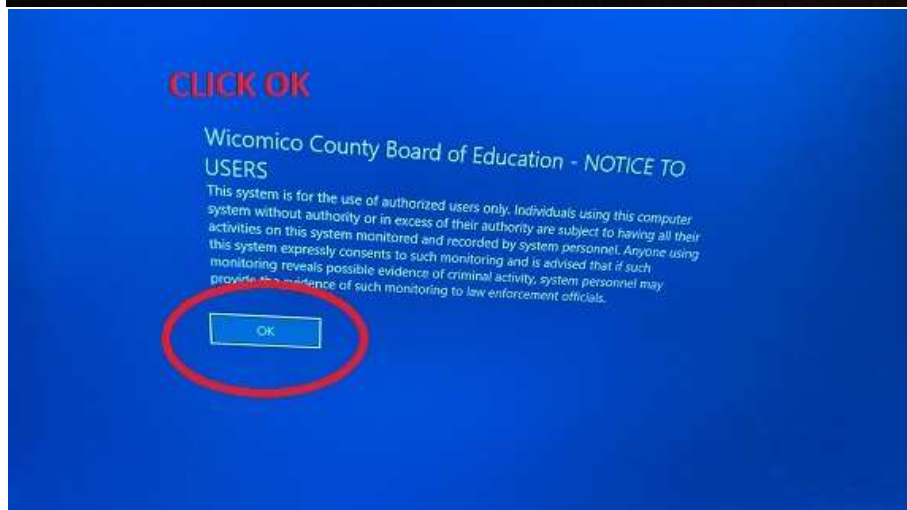 CLICK OK
Wicomico County Board of Education - NOTICE TO
USERS
This system is for the use of authorized users only. Individuals using this computer
system without authority or in excess of their authority are subject to having all their
activities on this system monitored and recorded by system personnel. Anyone using
this system expressly consents to such monitoring and is advised that if such
monitoring reveals possible evidence of criminal activity, system personnel may
provide the evidence of such monitoring to law enforcement officials.
OK